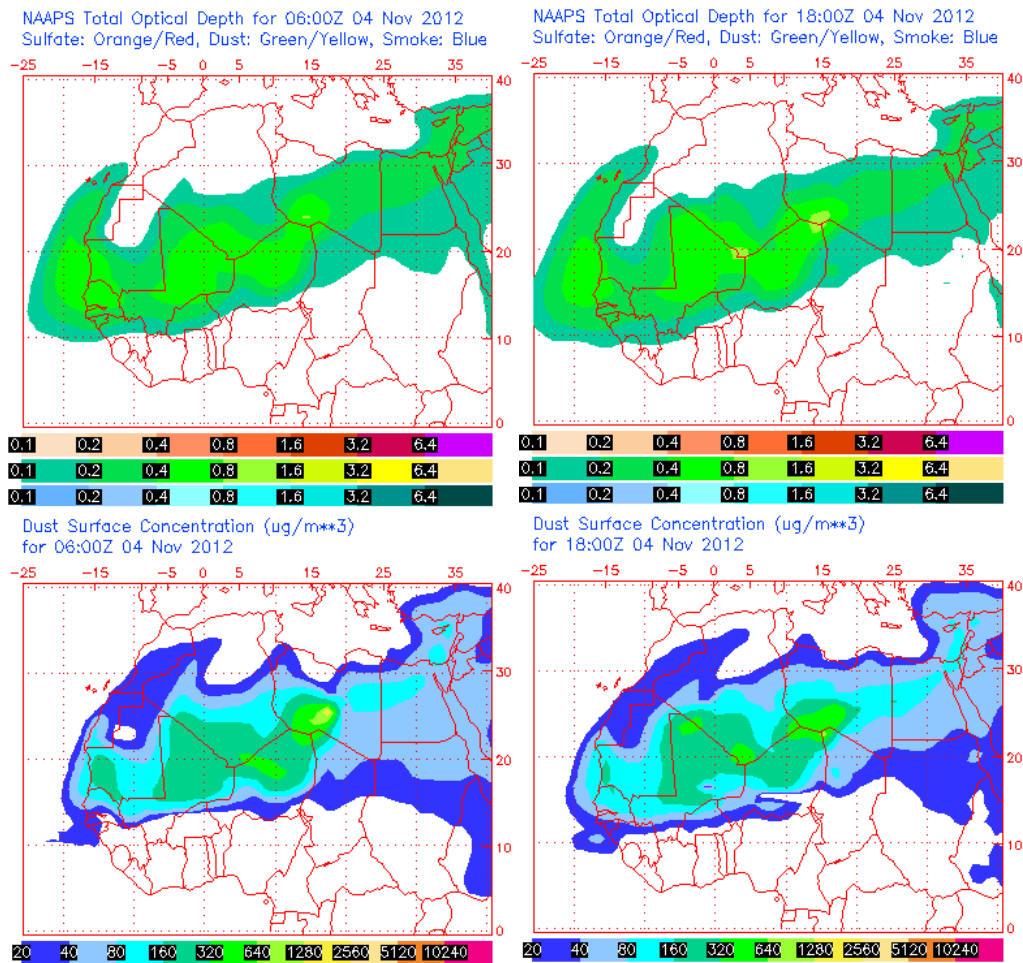 NAAPS Total Optical Depth for 06:00Z 04 Nov 2012
Sulfate: Orange/Red, Dust: Green/Yellow, Smoke: Blue
-25 -15 -5 0 5 10 15 25 35
40
30
20
10
0
0.1 0.2 0.4 0.8 1.6 3.2 6.4
0.1 0.2 0.4 0.8 1.6 3.2 6.4
0.1 0.2 0.4 0.8 1.6 3.2 6.4
NAAPS Total Optical Depth for 18:00Z 04 Nov 2012
Sulfate: Orange/Red, Dust: Green/Yellow, Smoke: Blue
-25 -15 -5 0 5 10 15 25 35
40
30
20
10
0
0.1 0.2 0.4 0.8 1.6 3.2 6.4
0.1 0.2 0.4 0.8 1.6 3.2 6.4
0.1 0.2 0.4 0.8 1.6 3.2 6.4
Dust Surface Concentration (ug/m**3)
for 06:00Z 04 Nov 2012
-25 -15 -5 0 5 10 15 25 35
40
30
20
10
0
20 40 80 160 320 640 1280 2560 5120 10240
Dust Surface Concentration (ug/m**3)
for 18:00Z 04 Nov 2012
-25 -15 -5 0 5 10 15 25 35
40
30
20
10
0
20 40 80 160 320 640 1280 2560 5120 10240